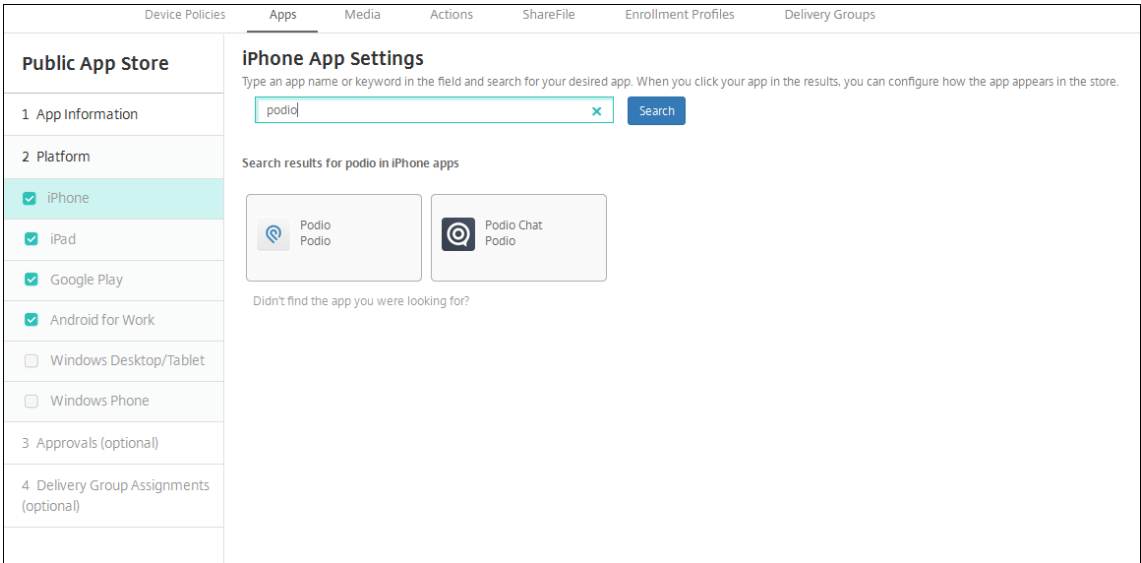 Device Policies Apps Media Actions ShareFile Enrollment Profiles Delivery Groups
Public App Store
1 App Information
2 Platform
iPhone
iPad
Google Play
Android for Work
Windows Desktop/Tablet
Windows Phone
3 Approvals (optional)
4 Delivery Group Assignments
(optional)
iPhone App Settings
Type an app name or keyword in the field and search for your desired app. When you click your app in the results, you can configure how the app appears in the store.
podio Search
Search results for podio in iPhone apps
Podio
Podio
Podio Chat
Podio
Didn't find the app you were looking for?